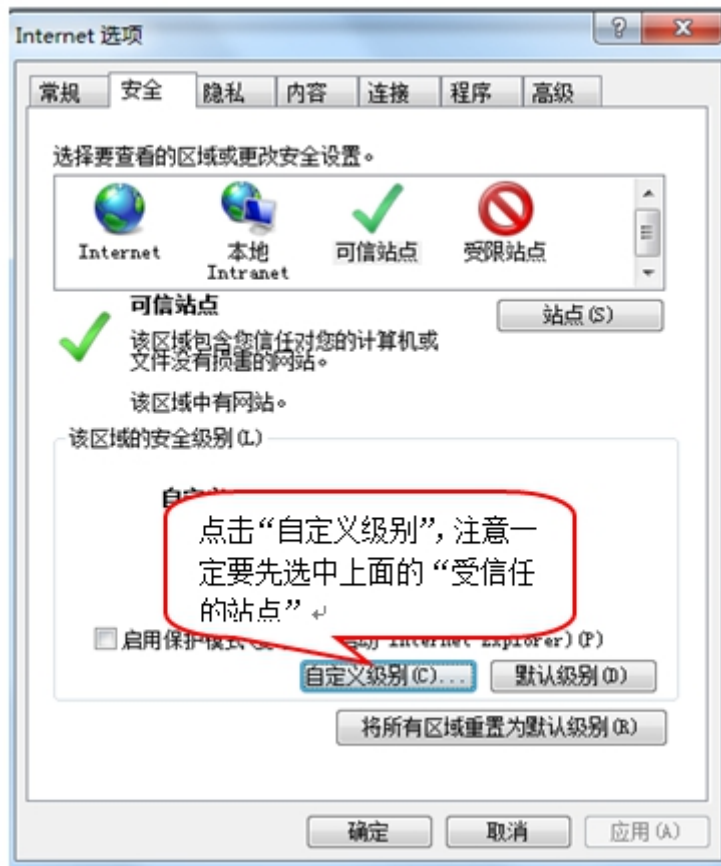 Internet 选项
常规 安全 隐私 内容 连接 程序 高级
选择要查看的区域或更改安全设置。
Internet 本地 Intranet 可信站点 受限站点
可信站点
站点(S)
该区域包含您信任对您的计算机或
文件没有损害的网站。
该区域中有网站。
该区域的安全级别(L)
点击“自定义级别”，注意一
定要先选中上面的“受信任
的站点”
启用保护模式 Internet Explorer)(P)
自定义级别(C)... 默认级别(D)
将所有区域重置为默认级别(R)
确定 取消 应用(A)